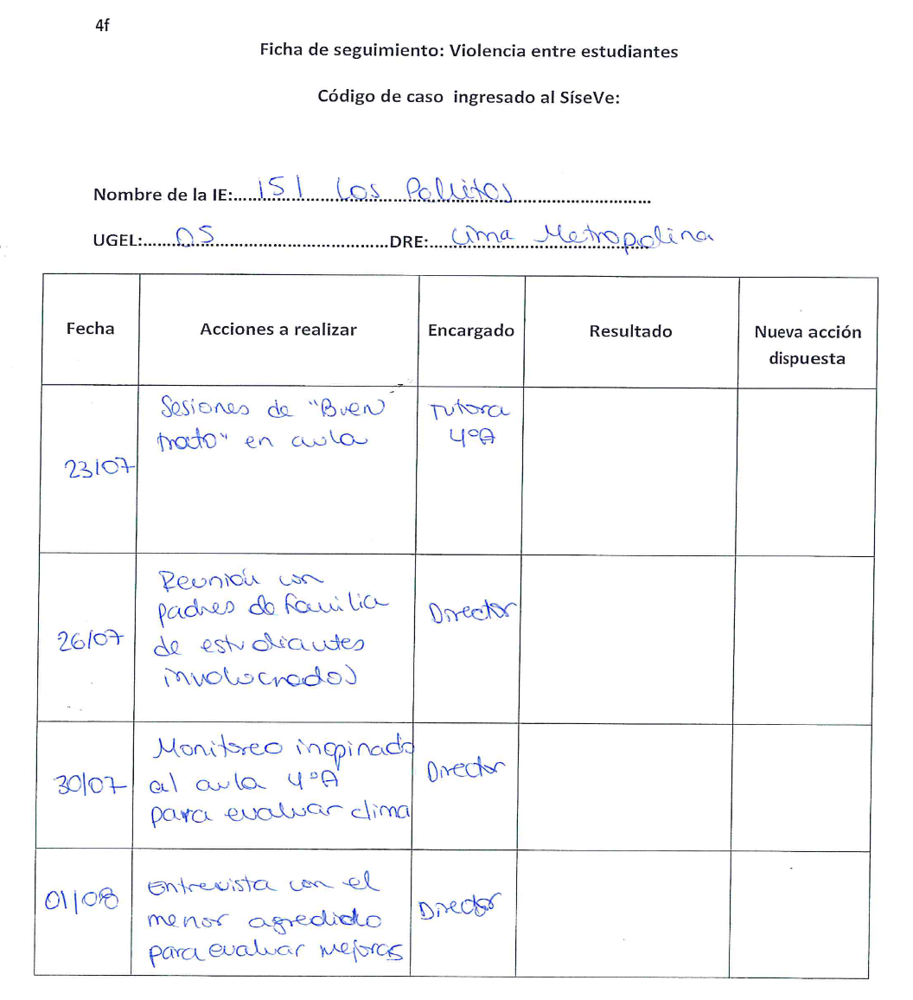 4f
Ficha de seguimiento: Violencia entre estudiantes
Código de caso ingresado al SíseVe:
Nombre de la IE:.....151 Los Pollitos
UGEL:.......05.......DRE:....Lima Metropolina
Fecha Acciones a realizar Encargado Resultado Nueva acción
dispuesta
23/07 Sesiones de "Buen
trato" en aula
Tutora
4°A
26/07 Reunión con
padres de familia
de estudiantes
involucrados
Director
30/07 Monitoreo inopinado
al aula 4°A
para evaluar clima
Director
01/08 Entrevista con el
menor agredido
para evaluar mejoras
Director